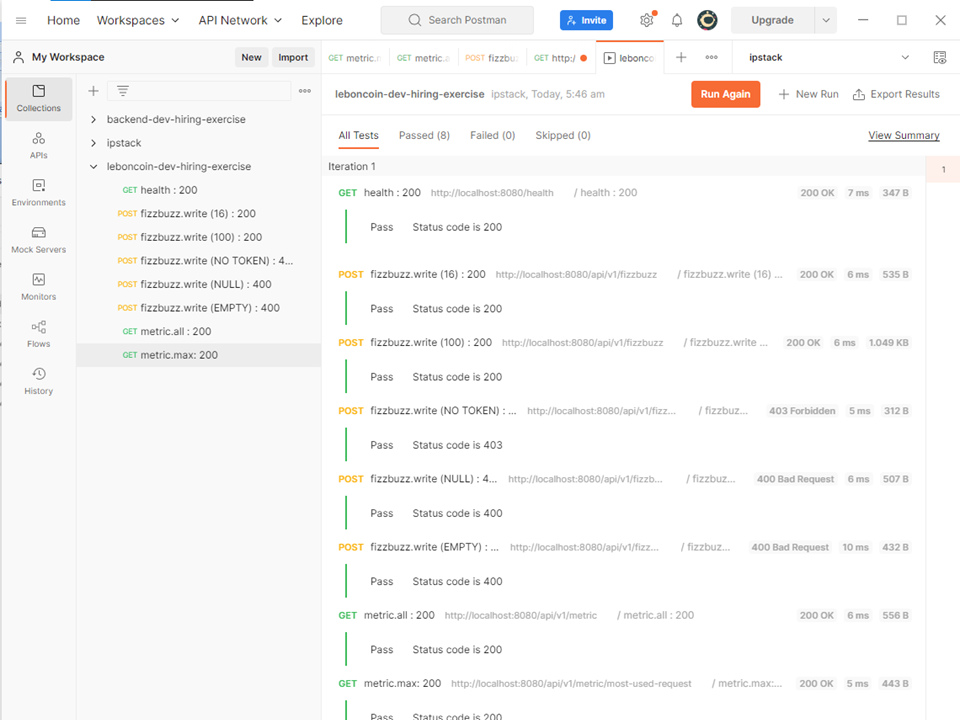 Home Workspaces API Network Explore Search Postman Invite Upgrade
My Workspace New Import GET metric.r GET metric.a POST fizzbu: GET http:/ lebonco ipstack
Collections
APIs
Environments
Mock Servers
Monitors
Flows
History
backend-dev-hiring-exercise
ipstack
leboncoin-dev-hiring-exercise
GET health : 200
POST fizzbuzz.write (16) : 200
POST fizzbuzz.write (100) : 200
POST fizzbuzz.write (NO TOKEN) : 4...
POST fizzbuzz.write (NULL) : 400
POST fizzbuzz.write (EMPTY) : 400
GET metric.all : 200
GET metric.max: 200
leboncoin-dev-hiring-exercise ipstack, Today, 5:46 am Run Again New Run Export Results
All Tests Passed (8) Failed (0) Skipped (0) View Summary
Iteration 1
1
GET health : 200 http://localhost:8080/health / health : 200 200 OK 7 ms 347 B
Pass Status code is 200
POST fizzbuzz.write (16) : 200 http://localhost:8080/api/v1/fizzbuzz / fizzbuzz.write (16) ... 200 OK 6 ms 535 B
Pass Status code is 200
POST fizzbuzz.write (100) : 200 http://localhost:8080/api/v1/fizzbuzz / fizzbuzz.write ... 200 OK 6 ms 1.049 KB
Pass Status code is 200
POST fizzbuzz.write (NO TOKEN) : ... http://localhost:8080/api/v1/fizz... / fizzbuz... 403 Forbidden 5 ms 312 B
Pass Status code is 403
POST fizzbuzz.write (NULL) : 4... http://localhost:8080/api/v1/fizzb... / fizzbuz... 400 Bad Request 6 ms 507 B
Pass Status code is 400
POST fizzbuzz.write (EMPTY) : ... http://localhost:8080/api/v1/fizz... / fizzbuz... 400 Bad Request 10 ms 432 B
Pass Status code is 400
GET metric.all : 200 http://localhost:8080/api/v1/metric / metric.all : 200 200 OK 6 ms 556 B
Pass Status code is 200
GET metric.max: 200 http://localhost:8080/api/v1/metric/most-used-request / metric.max:... 200 OK 5 ms 443 B
Pass Status code is 200